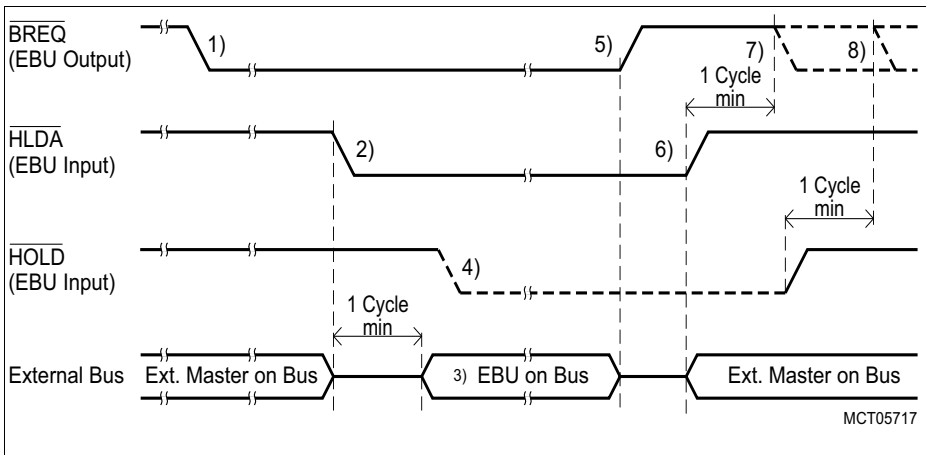 BREQ
(EBU Output)
1)
5)
7)
8)
1 Cycle
min
HLDA
(EBU Input)
2)
6)
1 Cycle
min
HOLD
(EBU Input)
4)
1 Cycle
min
External Bus
Ext. Master on Bus
3) EBU on Bus
Ext. Master on Bus
MCT05717